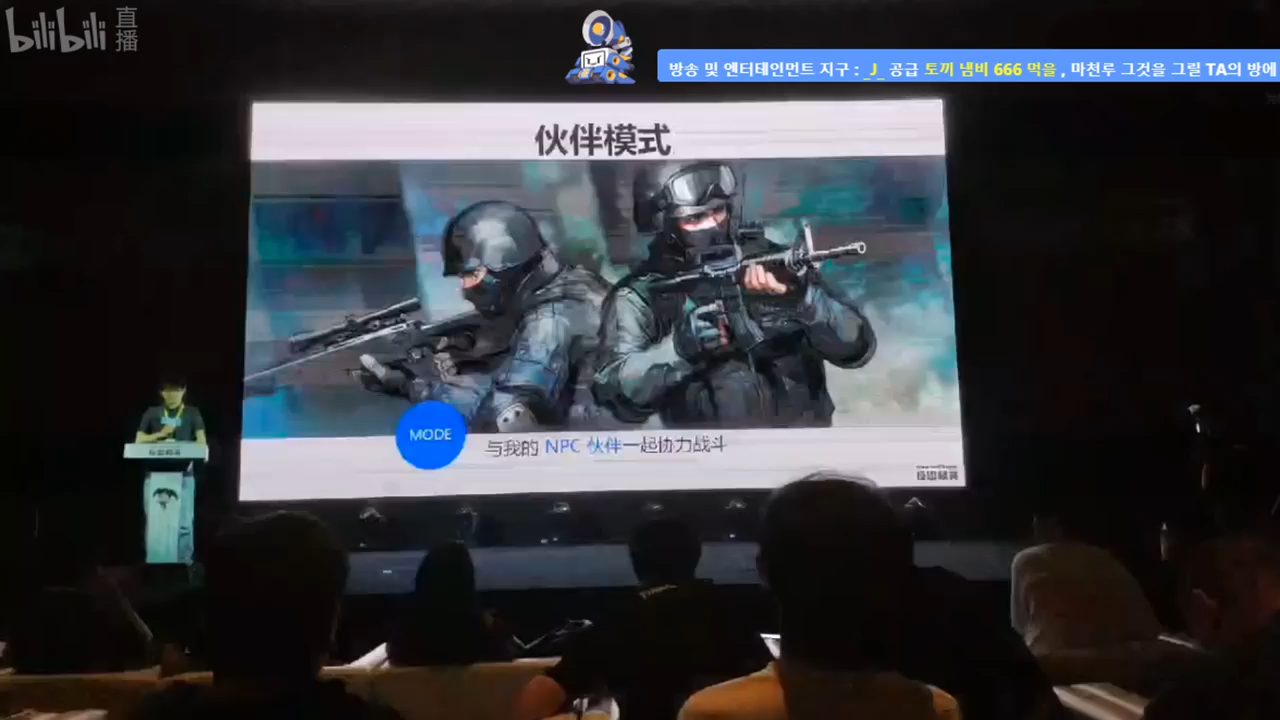 bilibili 直播
방송 및 엔터테인먼트 지구 : _J_ 공급 토끼 냄비 666 먹을 , 마천루 그것을 그릴 TA의 방에
伙伴模式
MODE
与我的 NPC 伙伴一起协力战斗